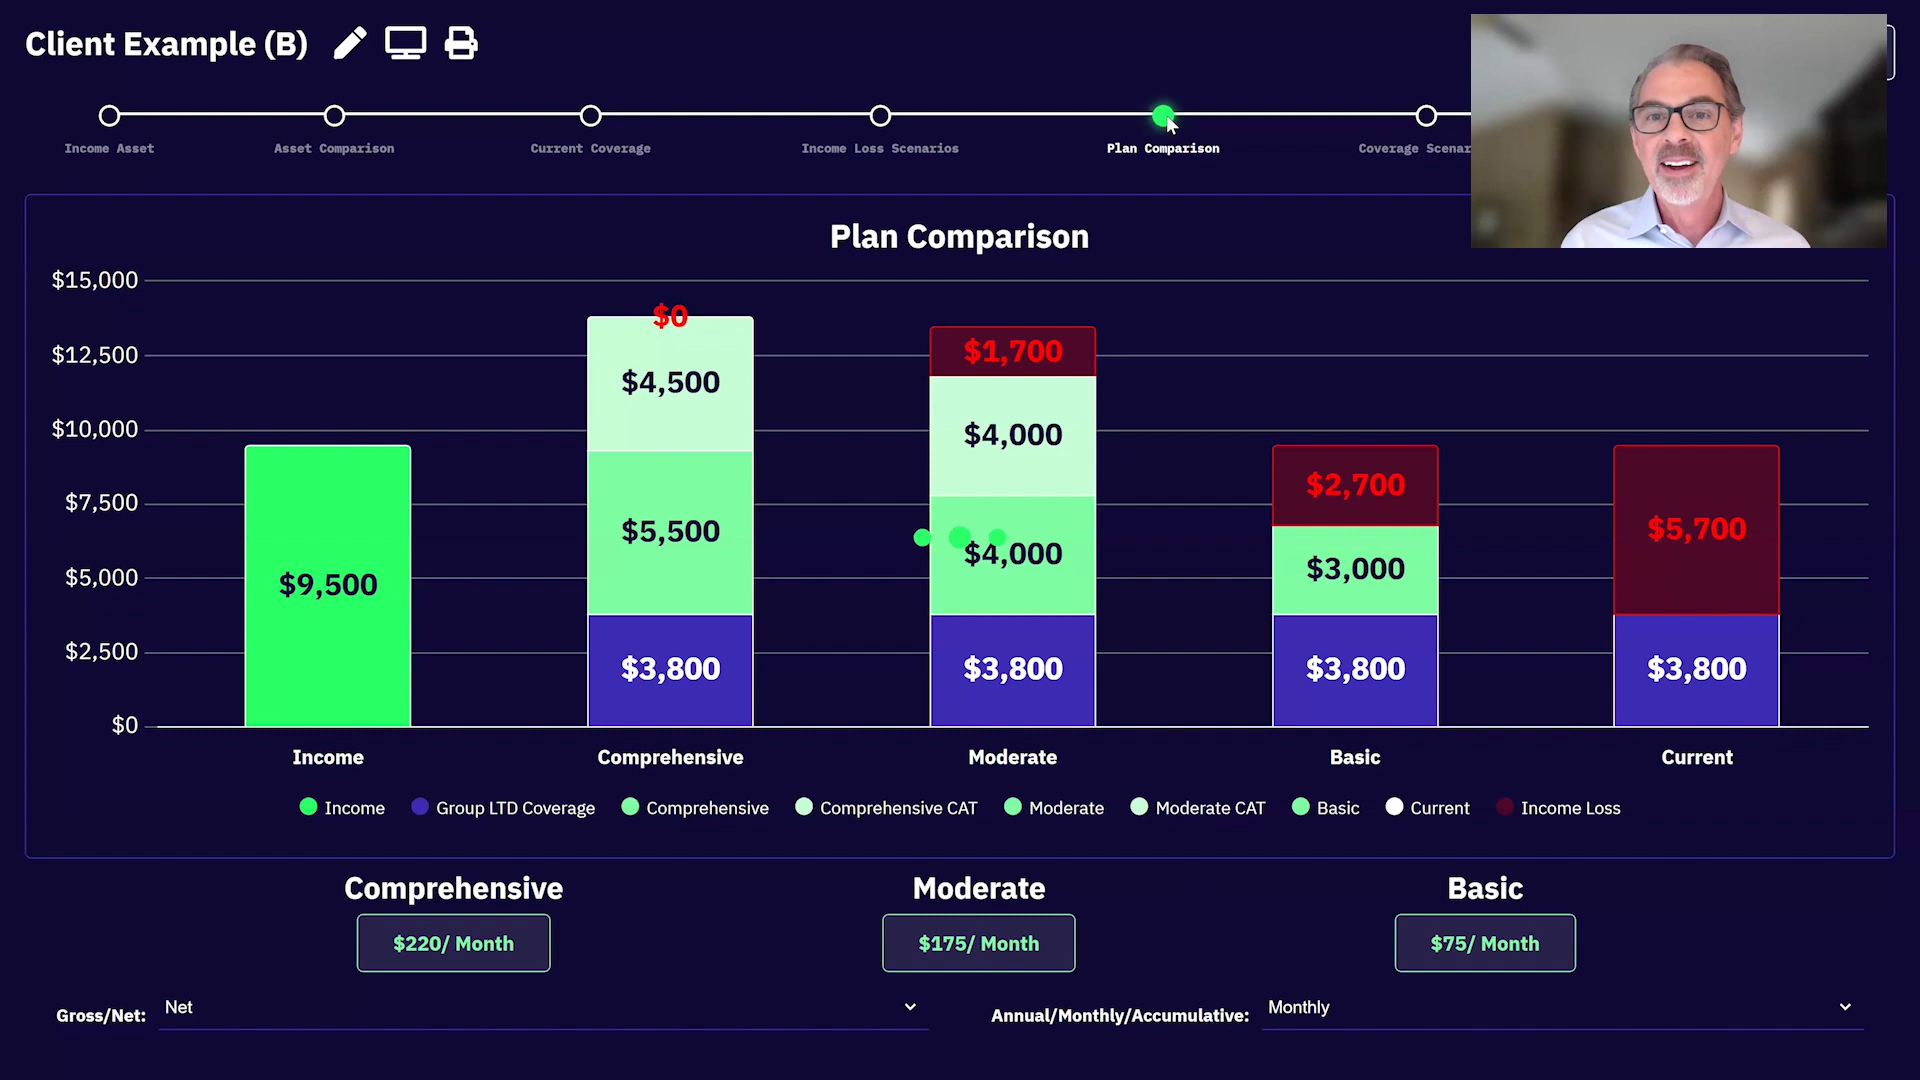 Client Example (B)
Income Asset
Asset Comparison
Current Coverage
Income Loss Scenarios
Plan Comparison
Coverage Scenar
Plan Comparison
$15,000
$12,500
$10,000
$7,500
$5,000
$2,500
$0
$9,500
$0
$4,500
$5,500
$3,800
$1,700
$4,000
$4,000
$3,800
$2,700
$3,000
$3,800
$5,700
$3,800
Income
Comprehensive
Moderate
Basic
Current
Income Group LTD Coverage Comprehensive Comprehensive CAT Moderate Moderate CAT Basic Current Income Loss
Comprehensive
$220/ Month
Moderate
$175/ Month
Basic
$75/ Month
Gross/Net: Net
Annual/Monthly/Accumulative: Monthly